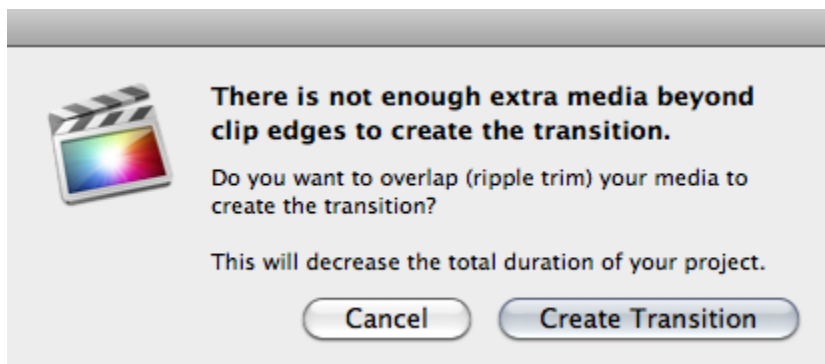 There is not enough extra media beyond
clip edges to create the transition.
Do you want to overlap (ripple trim) your media to
create the transition?
This will decrease the total duration of your project.
Cancel
Create Transition